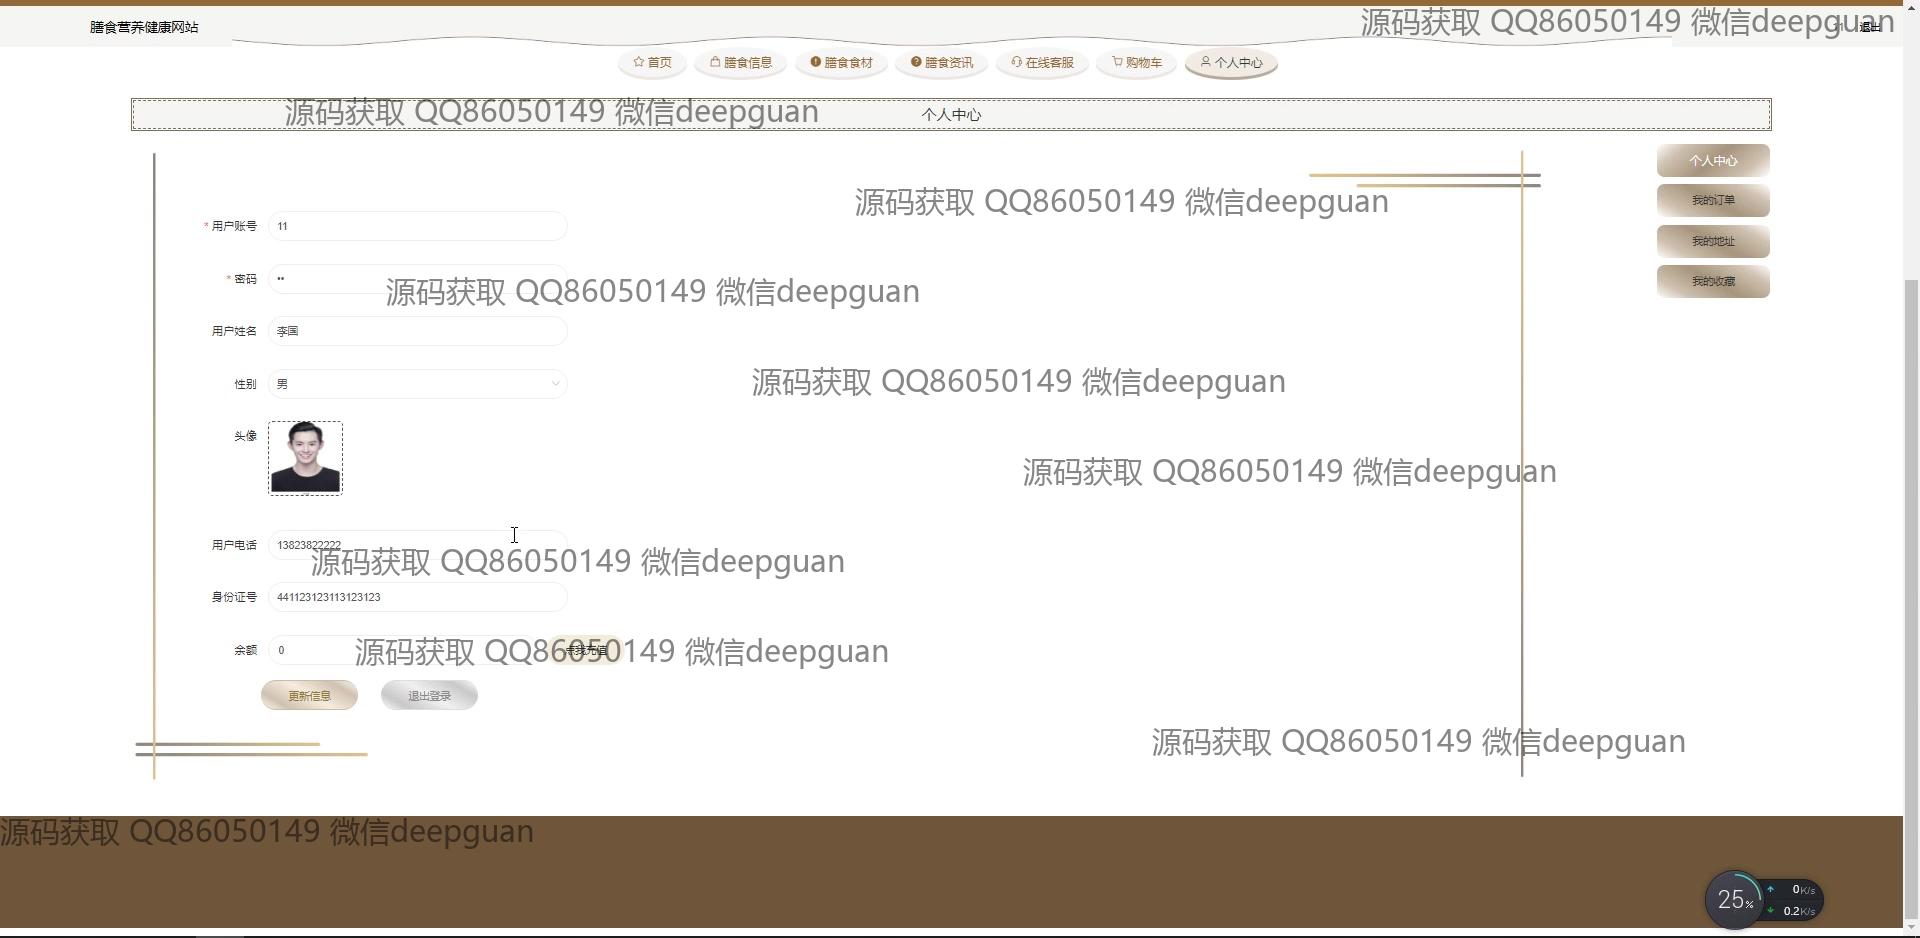 膳食营养健康网站
源码获取 QQ86050149 微信deepguan
退出
首页
膳食信息
膳食食材
膳食资讯
在线客服
购物车
个人中心
源码获取 QQ86050149 微信deepguan
个人中心
个人中心
源码获取 QQ86050149 微信deepguan
我的订单
* 用户账号 11
我的地址
* 密码 ••
源码获取 QQ86050149 微信deepguan
我的收藏
用户姓名 李国
性别 男
源码获取 QQ86050149 微信deepguan
头像
源码获取 QQ86050149 微信deepguan
用户电话 13823822222
源码获取 QQ86050149 微信deepguan
身份证号 441123123113123123
余额 0
点我充值
源码获取 QQ86050149 微信deepguan
更新信息
退出登录
源码获取 QQ86050149 微信deepguan
源码获取 QQ86050149 微信deepguan
25%
0K/s
0.2K/s